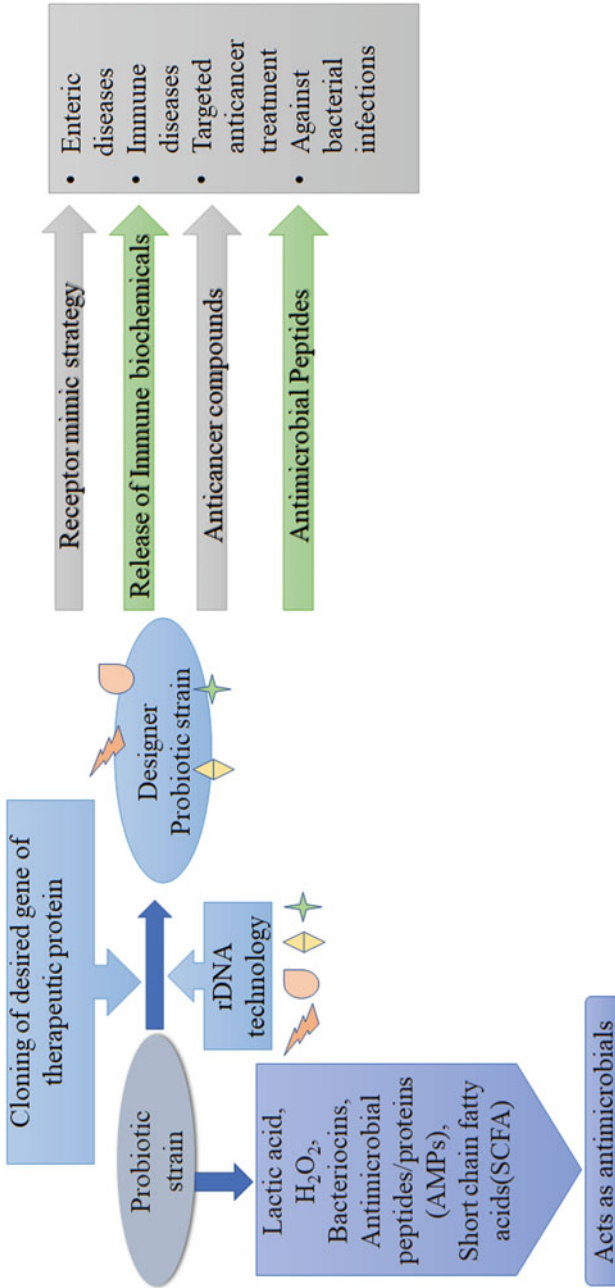 Cloning of desired gene of
therapeutic protein
Probiotic
strain
rDNA
technology
Designer
Probiotic strain
Lactic acid,
H₂O₂,
Bacteriocins,
Antimicrobial
peptides/proteins
(AMPs),
Short chain fatty
acids(SCFA)
Acts as antimicrobials
Receptor mimic strategy
Release of Immune biochemicals
Anticancer compounds
Antimicrobial Peptides
• Enteric
diseases
• Immune
diseases
• Targeted
anticancer
treatment
• Against
bacterial
infections